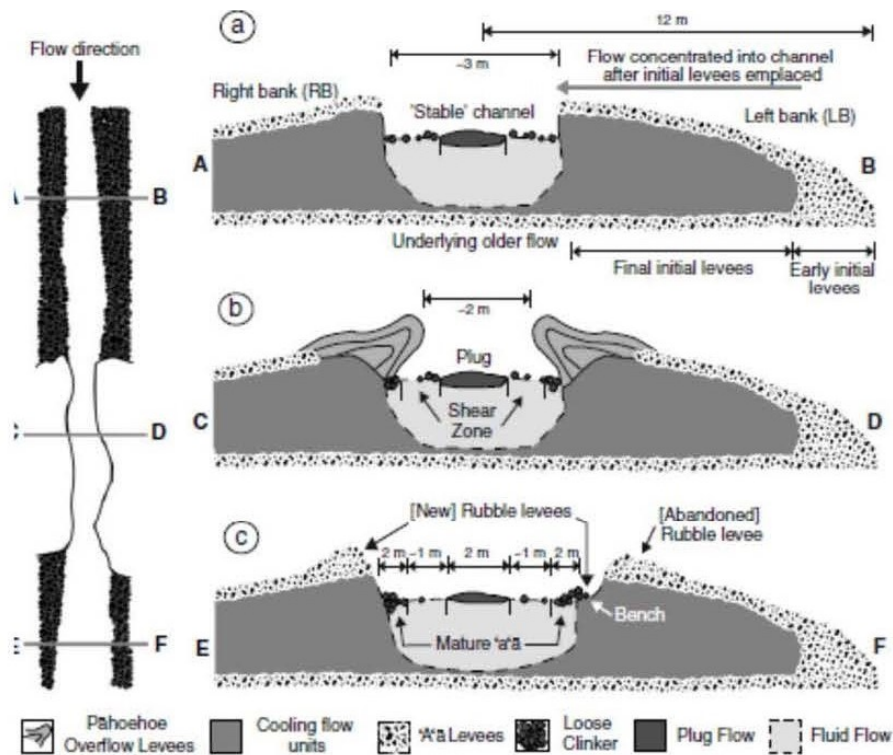 Flow direction
A
B
C
D
E
F
a
12 m
~3 m
Flow concentrated into channel
after initial levees emplaced
Right bank (RB)
'Stable' channel
Left bank (LB)
A
B
Underlying older flow
Final initial levees
Early initial
levees
b
~2 m
Plug
Shear
Zone
C
D
c
[New] Rubble levees
[Abandoned]
Rubble levee
2 m
~1 m
2 m
~1 m
2 m
Bench
Mature 'a'ā
E
F
Pāhoehoe
Overflow Levees
Cooling flow
units
'A'ā Levees
Loose
Clinker
Plug Flow
Fluid Flow